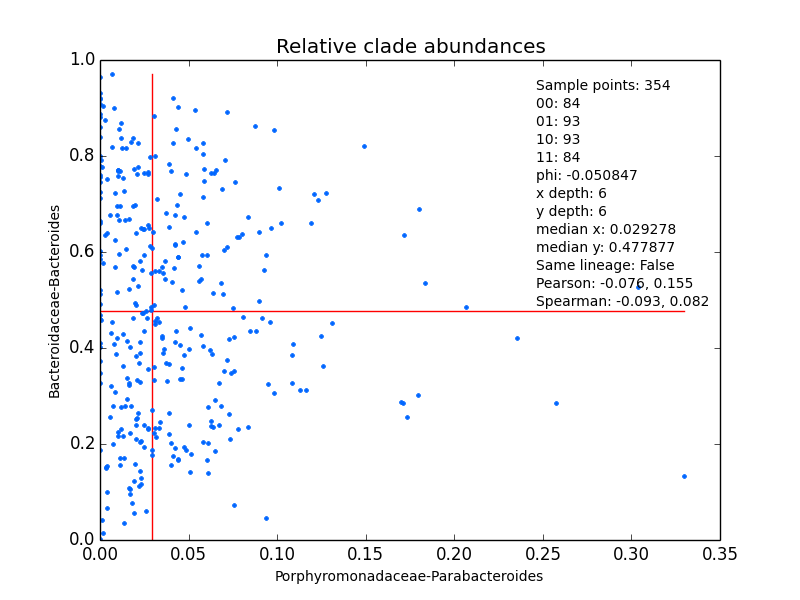 Relative clade abundances
1.0
0.8
0.6
0.4
0.2
0.0
Bacteroidaceae-Bacteroides
Sample points: 354
00: 84
01: 93
10: 93
11: 84
phi: -0.050847
x depth: 6
y depth: 6
median x: 0.029278
median y: 0.477877
Same lineage: False
Pearson: -0.076, 0.155
Spearman: -0.093, 0.082
0.00 0.05 0.10 0.15 0.20 0.25 0.30 0.35
Porphyromonadaceae-Parabacteroides